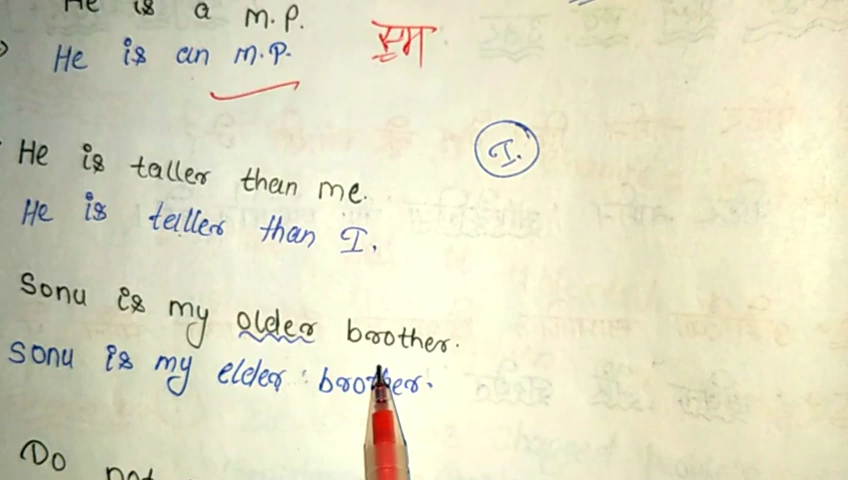 He is a M.P.
He is an M.P. एम
He is taller than me. I.
He is taller than I.
Sonu is my older brother.
Sonu is my elder brother.
Do not